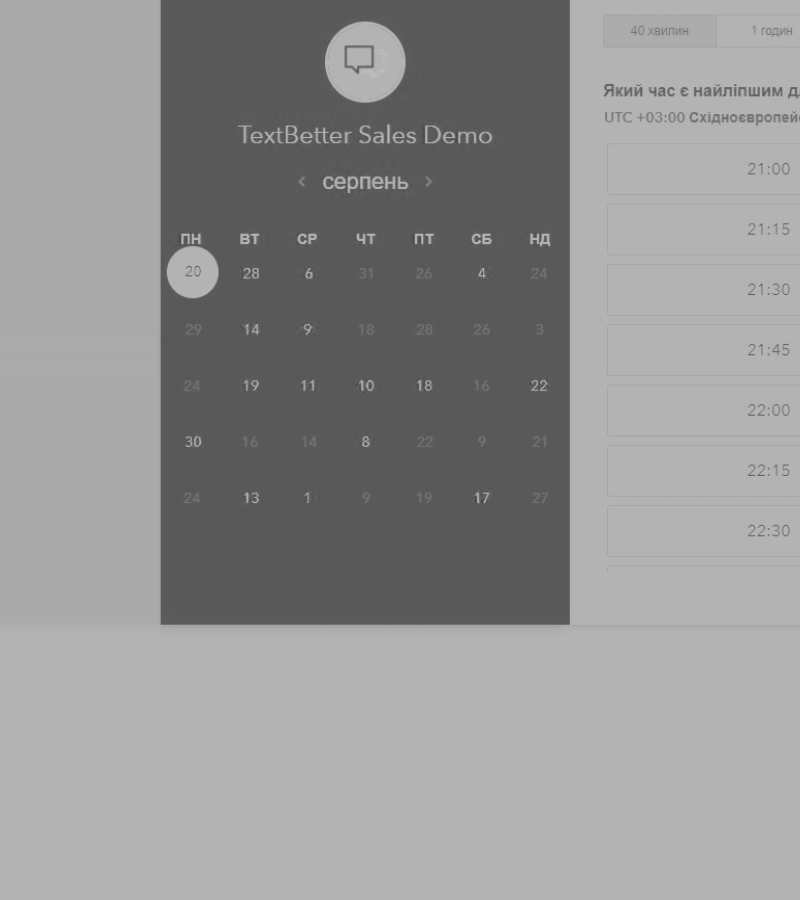 TextBetter Sales Demo
серпень
ПН ВТ СР ЧТ ПТ СБ НД
20 28 6 31 26 4 24
29 14 9 18 28 26 3
24 19 11 10 18 16 22
30 16 14 8 22 9 21
24 13 1 9 19 17 27
40 хвилин 1 годин
Який час є найліпшим д
UTC +03:00 Східноєвропей
21:00
21:15
21:30
21:45
22:00
22:15
22:30